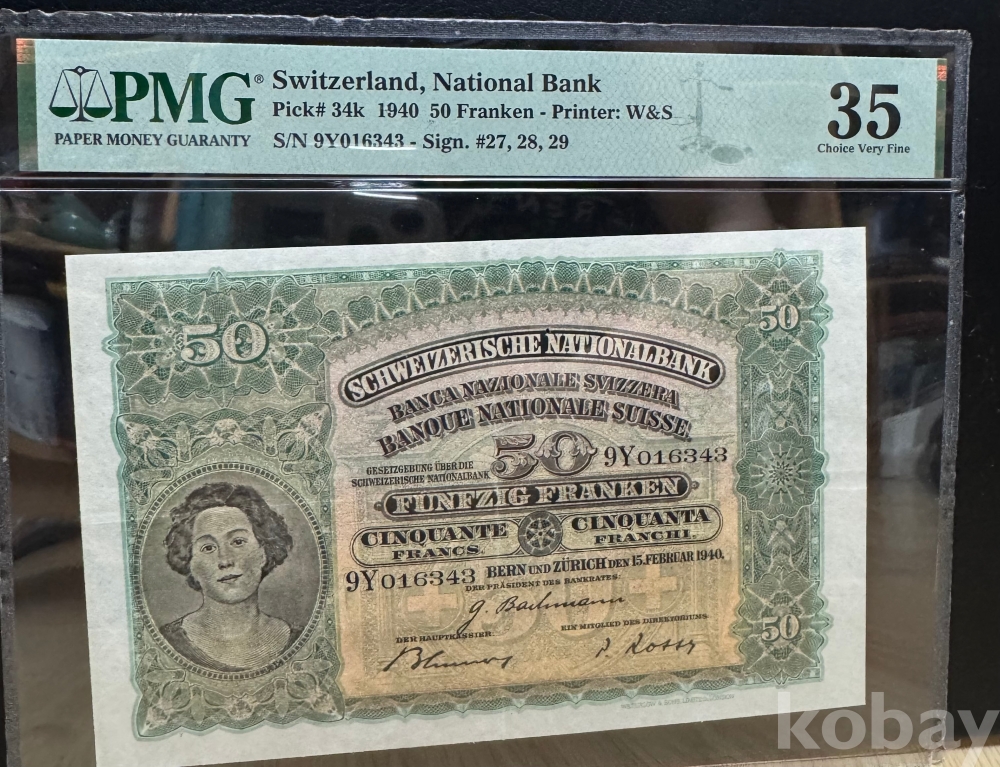 PMG®
PAPER MONEY GUARANTY
Switzerland, National Bank
Pick# 34k 1940 50 Franken - Printer: W&S
S/N 9Y016343 - Sign. #27, 28, 29
35
Choice Very Fine
50
50
SCHWEIZERISCHE NATIONALBANK
BANCA NAZIONALE SVIZZERA
BANQUE NATIONALE SUISSE.
GESETZGEBUNG ÜBER DIE
SCHWEIZERISCHE NATIONALBANK
50
9Y016343
FÜNFZIG FRANKEN
CINQUANTE
FRANCS.
CINQUANTA
FRANCHI.
9Y016343
BERN UND ZÜRICH DEN 15. FEBRUAR 1940.
DER PRÄSIDENT DES BANKRATES:
G. Bachmann
DER HAUPTKASSIER.
EIN MITGLIED DES DIREKTORIUMS.
50
kobay